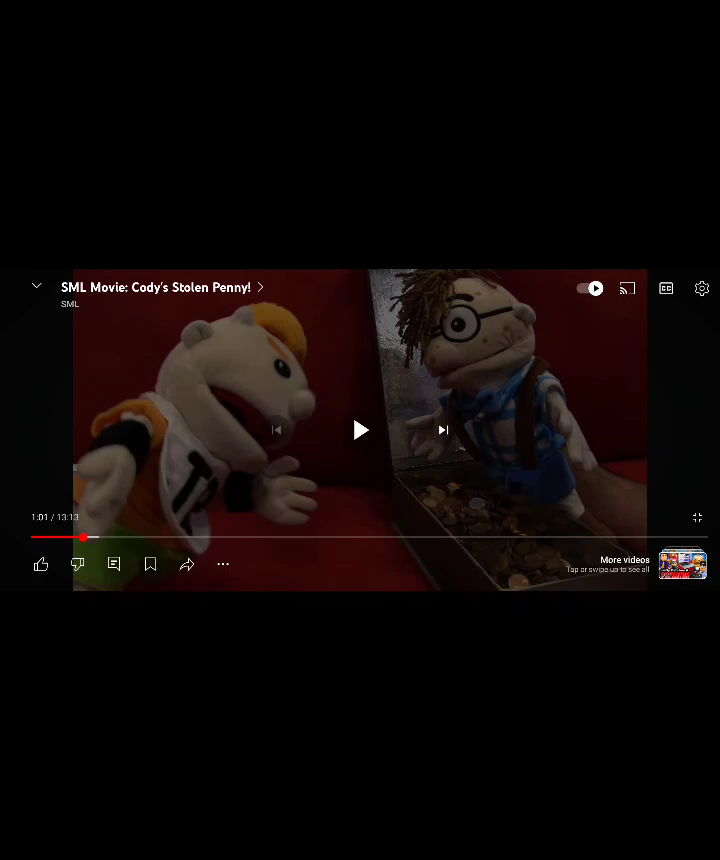 SML Movie: Cody's Stolen Penny!
SML
CC
1:01 / 13:13
More videos
Tap or swipe up to see all